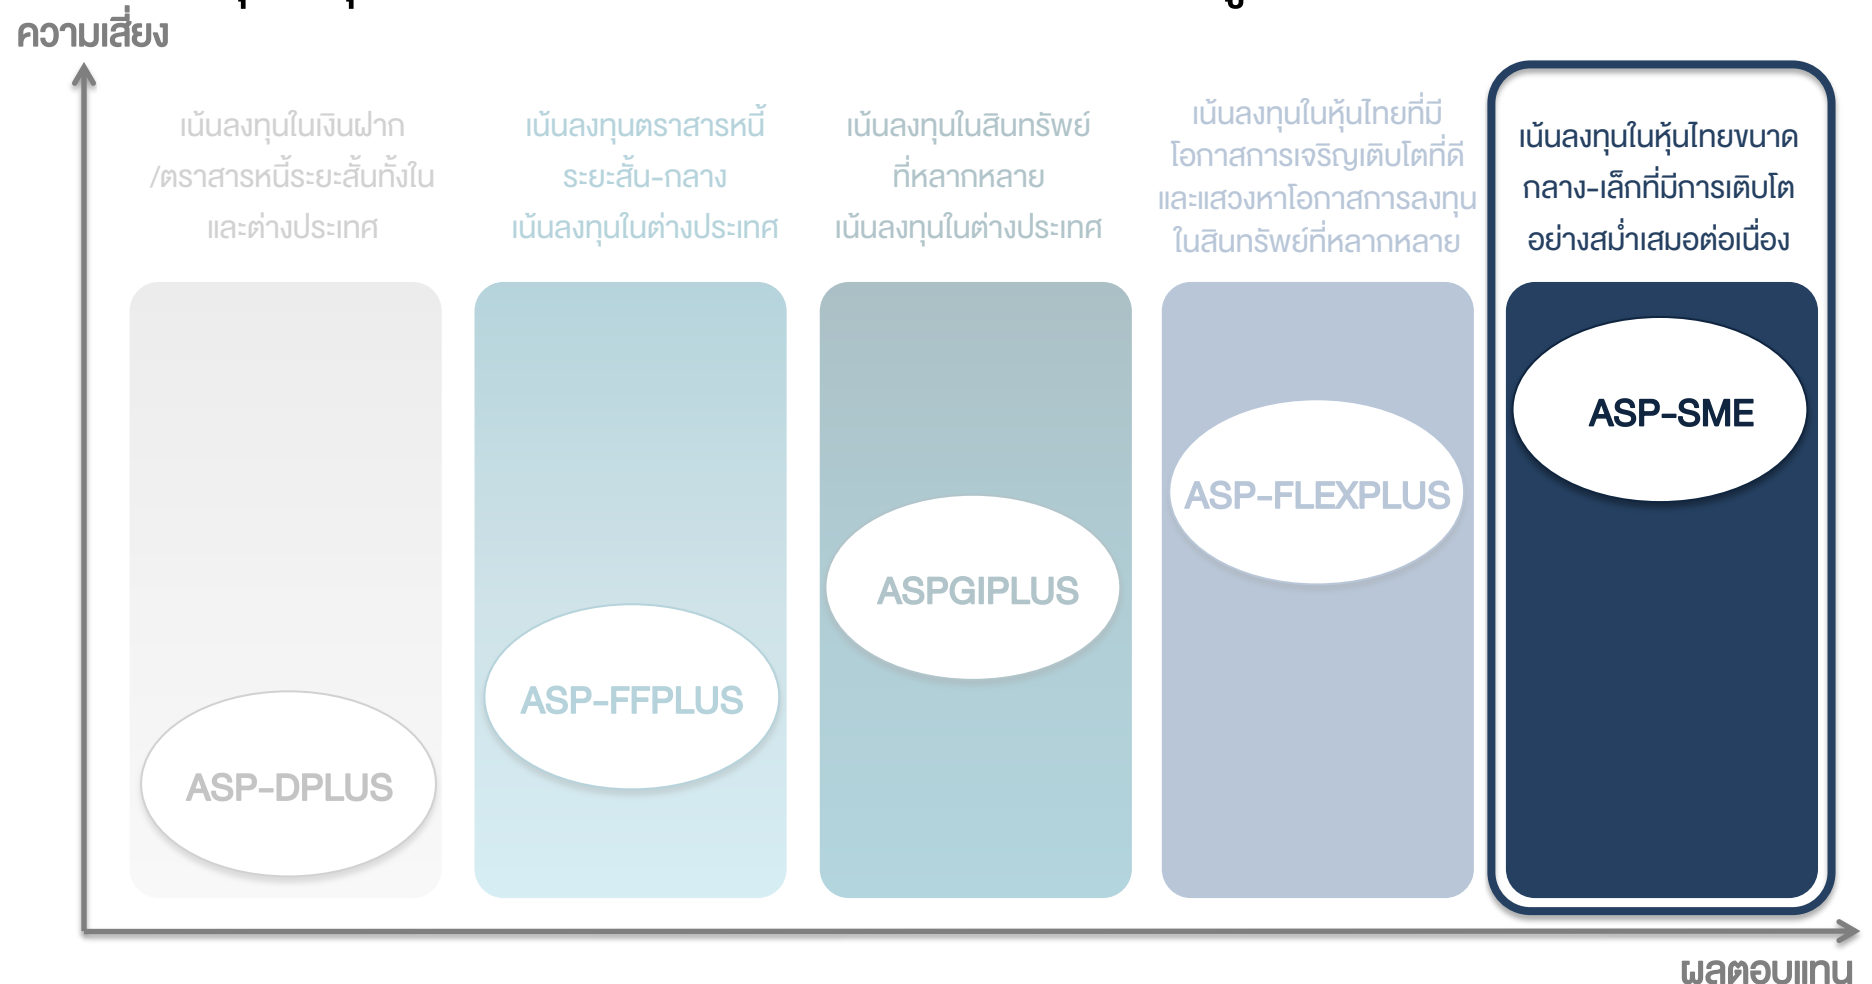 ความเสี่ยง
เน้นลงทุนในเงินฝาก
/ตราสารหนี้ระยะสั้นทั้งใน
และต่างประเทศ
เน้นลงทุนตราสารหนี้
ระยะสั้น-กลาง
เน้นลงทุนในต่างประเทศ
เน้นลงทุนในสินทรัพย์
ที่หลากหลาย
เน้นลงทุนในต่างประเทศ
เน้นลงทุนในหุ้นไทยที่มี
โอกาสการเจริญเติบโตที่ดี
และแสวงหาโอกาสการลงทุน
ในสินทรัพย์ที่หลากหลาย
เน้นลงทุนในหุ้นไทยขนาด
กลาง-เล็กที่มีการเติบโต
อย่างสม่ำเสมอต่อเนื่อง
ASP-DPLUS
ASP-FFPLUS
ASPGIPLUS
ASP-FLEXPLUS
ASP-SME
ผลตอบแทน